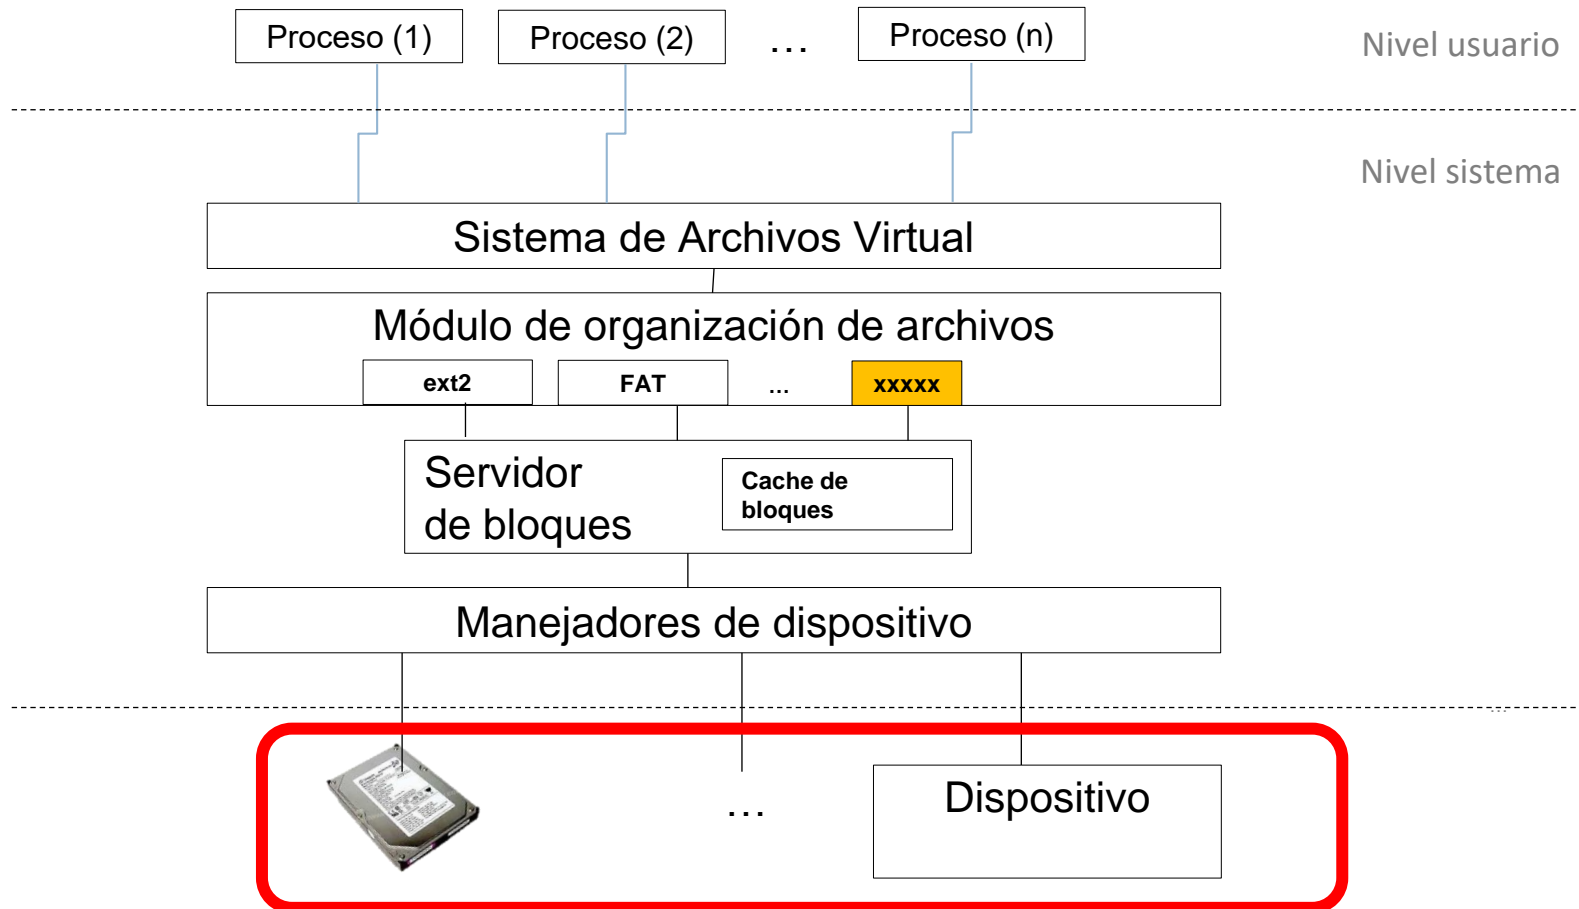 Proceso (1)
Proceso (2)
...
Proceso (n)
Nivel usuario
Nivel sistema
Sistema de Archivos Virtual
Módulo de organización de archivos
ext2
FAT
...
xxxxx
Servidor
de bloques
Cache de
bloques
Manejadores de dispositivo
...
...
Dispositivo